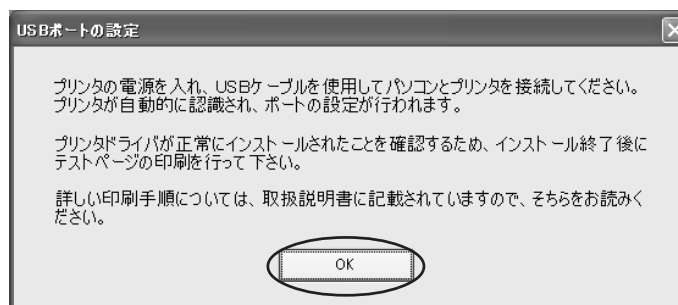 USBポートの設定
プリンタの電源を入れ、USBケーブルを使用してパソコンとプリンタを接続してください。
プリンタが自動的に認識され、ポートの設定が行われます。
プリンタドライバが正常にインストールされたことを確認するため、インストール終了後に
テストページの印刷を行って下さい。
詳しい印刷手順については、取扱説明書に記載されていますので、そちらをお読みく
ださい。
OK